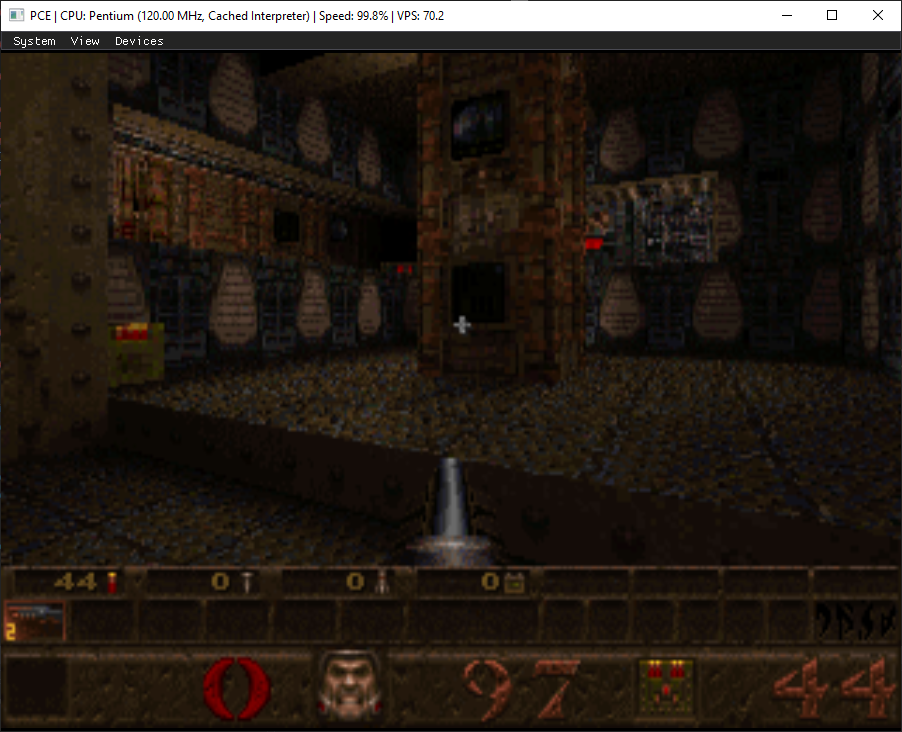 PCE | CPU: Pentium (120.00 MHz, Cached Interpreter) | Speed: 99.8% | VPS: 70.2
System View Devices
44 0 0 0
2
0 97 44